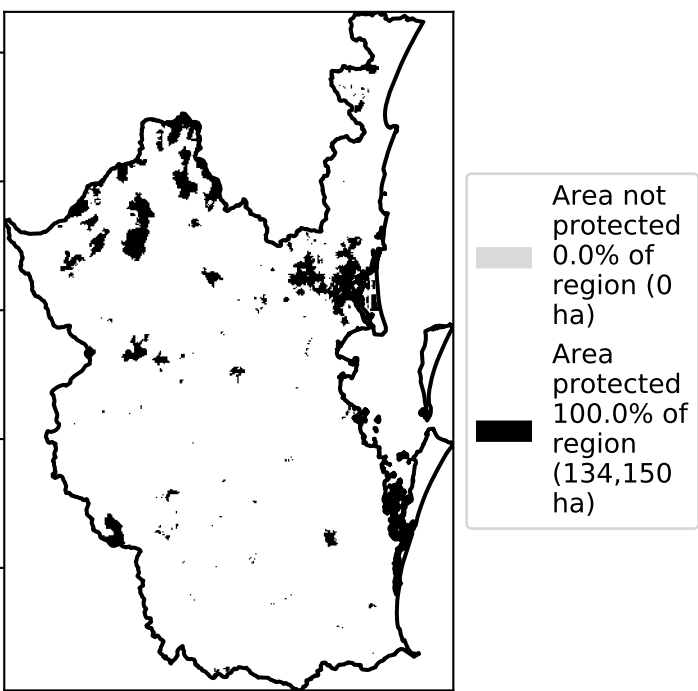 Area not
protected
0.0% of
region (0
ha)
Area
protected
100.0% of
region
(134,150
ha)